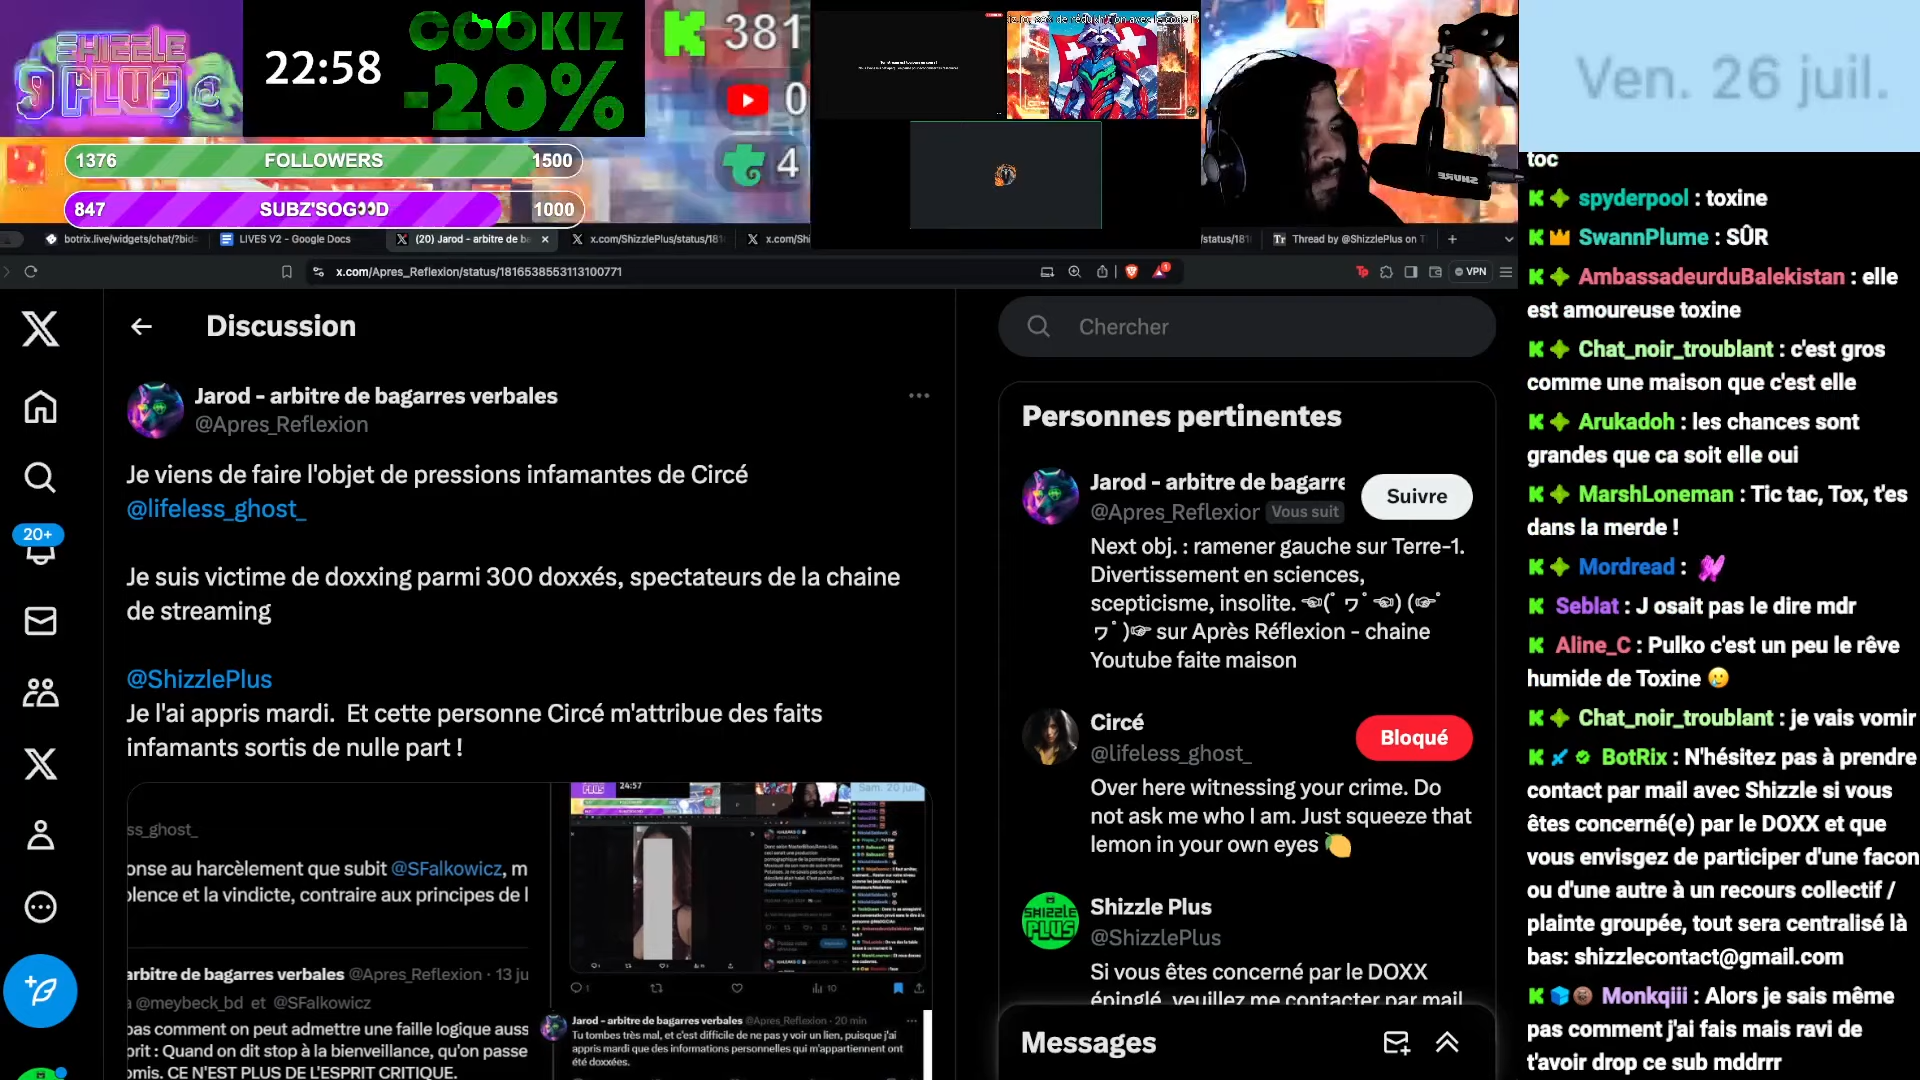 SHIZZLE
PLUS
22:58
COOKIZ
-20%
381
0
4
1376 FOLLOWERS 1500
847 SUBZ'SOG👀D 1000
Ven. 26 juil.
botrix.live/widgets/chat/?bid=
LIVES V2 - Google Docs
(20) Jarod - arbitre de ba
x.com/ShizzlePlus/status/181
x.com/Shi
status/181
Thread by @ShizzlePlus on T
x.com/Apres_Reflexion/status/1816538553113100771
VPN
Discussion
Jarod - arbitre de bagarres verbales
@Apres_Reflexion
Je viens de faire l'objet de pressions infamantes de Circé
@lifeless_ghost_
Je suis victime de doxxing parmi 300 doxxés, spectateurs de la chaine
de streaming
@ShizzlePlus
Je l'ai appris mardi.  Et cette personne Circé m'attribue des faits
infamants sortis de nulle part !
20+
ss_ghost_
onse au harcèlement que subit @SFalkowicz, m
olence et la vindicte, contraire aux principes de l
arbitre de bagarres verbales @Apres_Reflexion · 13 ju
à @meybeck_bd et @SFalkowicz
pas comment on peut admettre une faille logique auss
prit : Quand on dit stop à la bienveillance, qu'on passe
omis. CE N'EST PLUS DE L'ESPRIT CRITIQUE.
24:57
Sam. 20 juil.
Jarod - arbitre de bagarres verbales @Apres_Reflexion · 20 min
Tu tombes très mal, et c'est difficile de ne pas y voir un lien, puisque j'ai
appris mardi que des informations personnelles qui m'appartiennent ont
été doxxées.
Chercher
Personnes pertinentes
Jarod - arbitre de bagarre
@Apres_Reflexior Vous suit
Suivre
Next obj. : ramener gauche sur Terre-1.
Divertissement en sciences,
scepticisme, insolite. ☜(ﾟヮﾟ☜) (☞ﾟ
ヮﾟ)☞ sur Après Réflexion - chaine
Youtube faite maison
Circé
@lifeless_ghost_
Bloqué
Over here witnessing your crime. Do
not ask me who I am. Just squeeze that
lemon in your own eyes 🍋
SHIZZLE
PLUS
Shizzle Plus
@ShizzlePlus
Si vous êtes concerné par le DOXX
épinglé, veuillez me contacter par mail
Messages
toc
spyderpool : toxine
SwannPlume : SÛR
AmbassadeurduBalekistan : elle
est amoureuse toxine
Chat_noir_troublant : c'est gros
comme une maison que c'est elle
Arukadoh : les chances sont
grandes que ca soit elle oui
MarshLoneman : Tic tac, Tox, t'es
dans la merde !
Mordread :
Seblat : J osait pas le dire mdr
Aline_C : Pulko c'est un peu le rêve
humide de Toxine 🥲
Chat_noir_troublant : je vais vomir
BotRix : N'hésitez pas à prendre
contact par mail avec Shizzle si vous
êtes concerné(e) par le DOXX et que
vous envisgez de participer d'une facon
ou d'une autre à un recours collectif /
plainte groupée, tout sera centralisé là
bas: shizzlecontact@gmail.com
Monkqiii : Alors je sais même
pas comment j'ai fais mais ravi de
t'avoir drop ce sub mddrrr